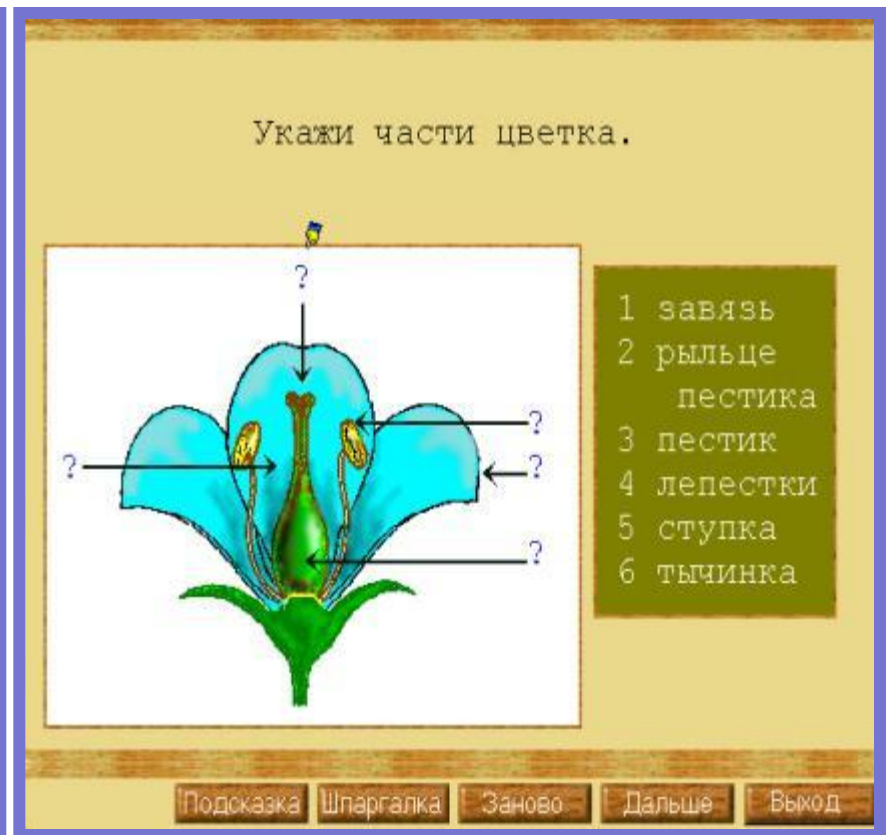 Укажи части цветка.
?
?
?
?
?
1 завязь
2 рыльце
пестика
3 пестик
4 лепестки
5 ступка
6 тычинка
Подсказка Шпаргалка Заново Дальше Выход